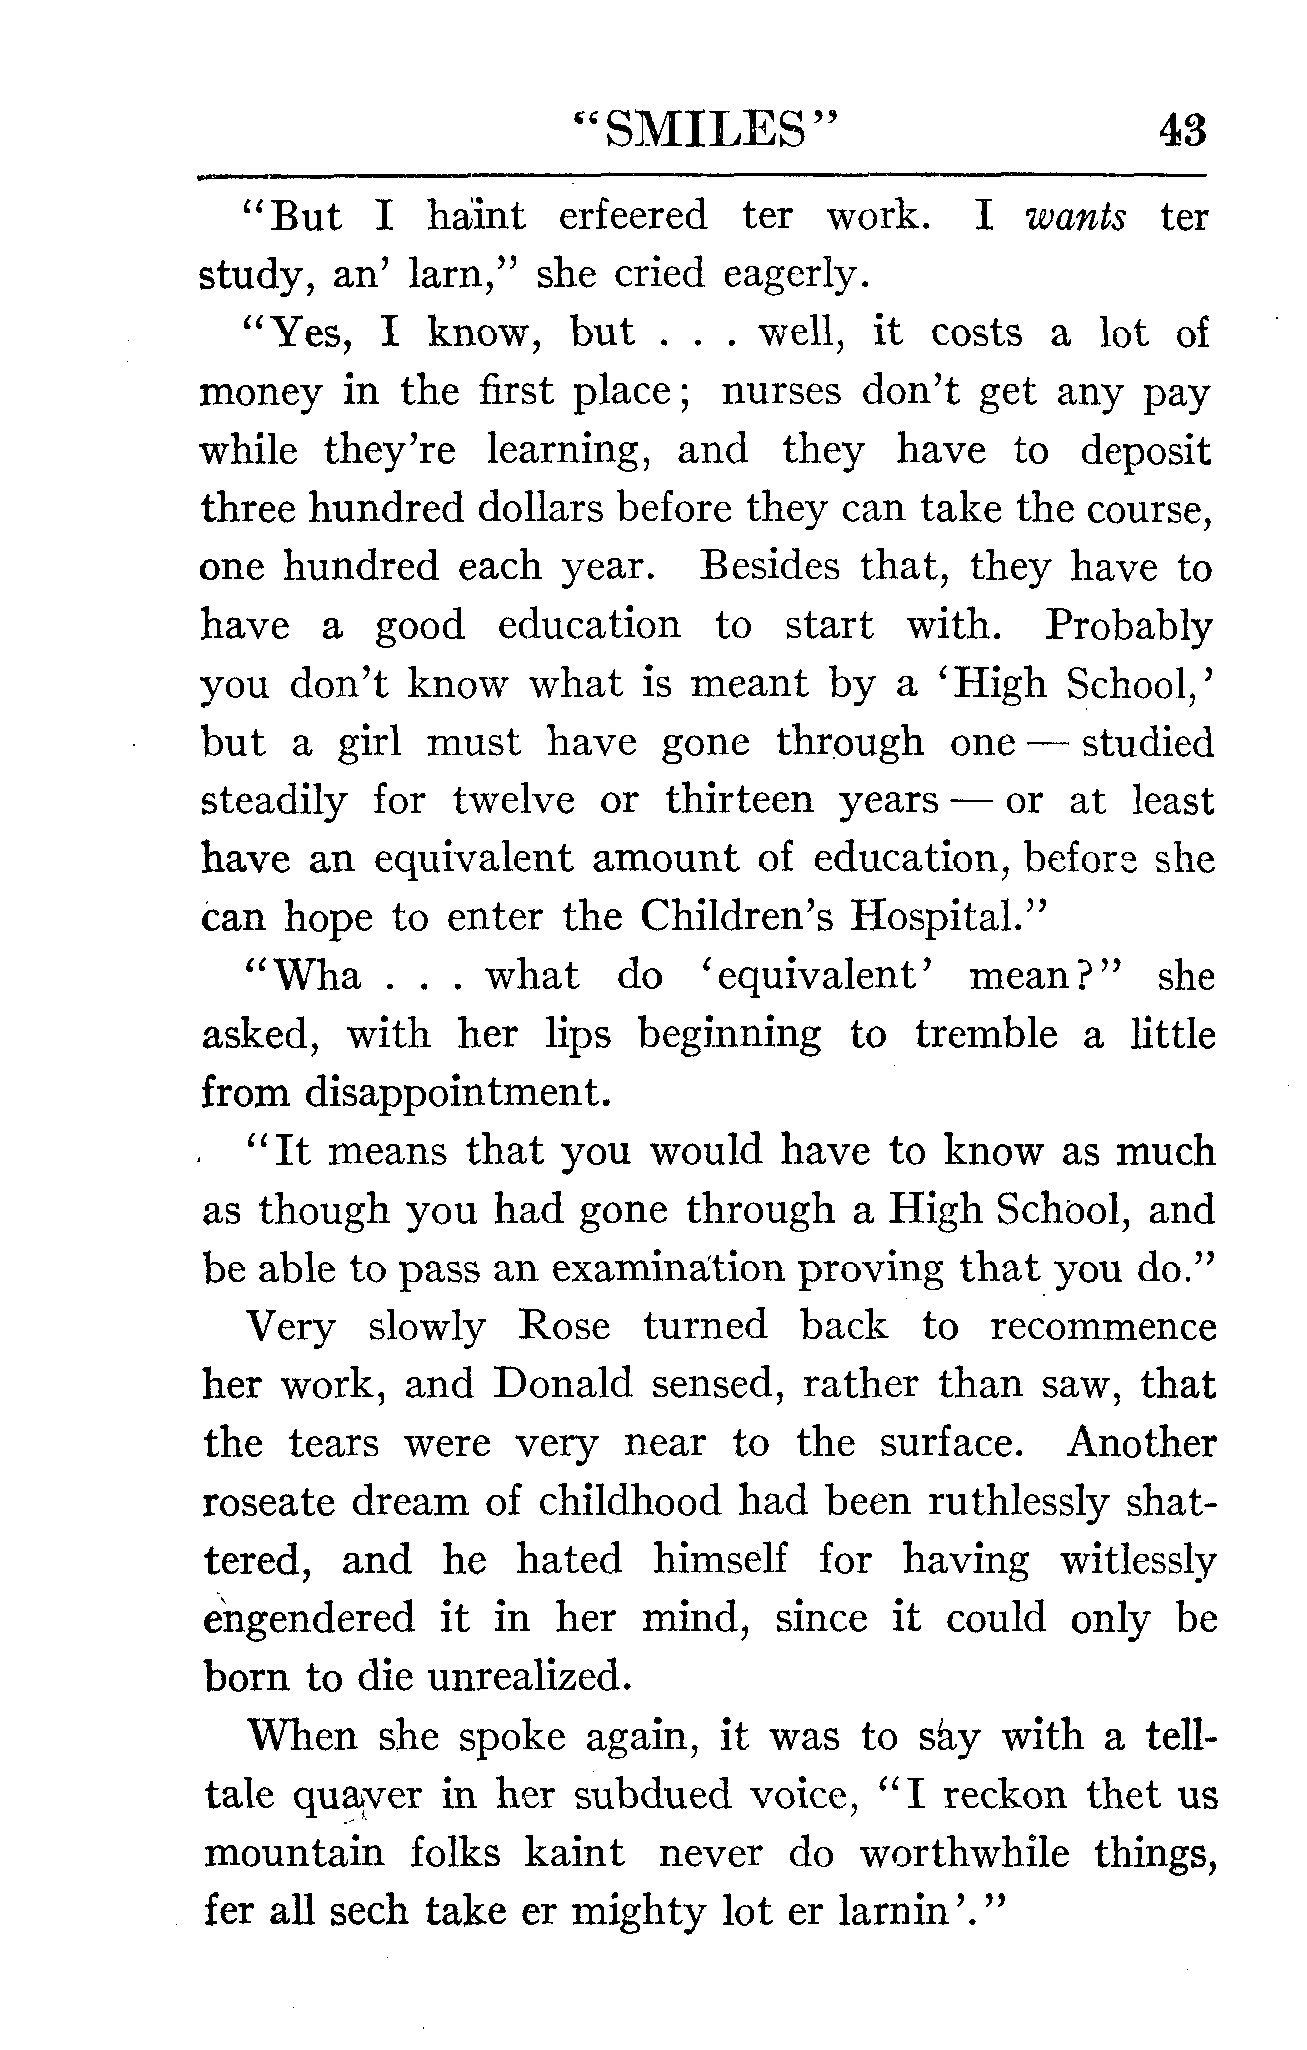 “SMILES” 43
“But I haint erfeered ter work. I wants ter
study, an’ larn,” she cried eagerly.
“Yes, I know, but . . . well, it costs a lot of
money in the first place; nurses don’t get any pay
while they’re learning, and they have to deposit
three hundred dollars before they can take the course,
one hundred each year. Besides that, they have to
have a good education to start with. Probably
you don’t know what is meant by a ‘High School,’
but a girl must have gone through one — studied
steadily for twelve or thirteen years — or at least
have an equivalent amount of education, before she
can hope to enter the Children’s Hospital.”
“Wha . . . what do ‘equivalent’ mean?” she
asked, with her lips beginning to tremble a little
from disappointment.
“It means that you would have to know as much
as though you had gone through a High School, and
be able to pass an examination proving that you do.”
Very slowly Rose turned back to recommence
her work, and Donald sensed, rather than saw, that
the tears were very near to the surface. Another
roseate dream of childhood had been ruthlessly shat-
tered, and he hated himself for having witlessly
engendered it in her mind, since it could only be
born to die unrealized.
When she spoke again, it was to say with a tell-
tale quaver in her subdued voice, “I reckon thet us
mountain folks kaint never do worthwhile things,
fer all sech take er mighty lot er larnin’.”